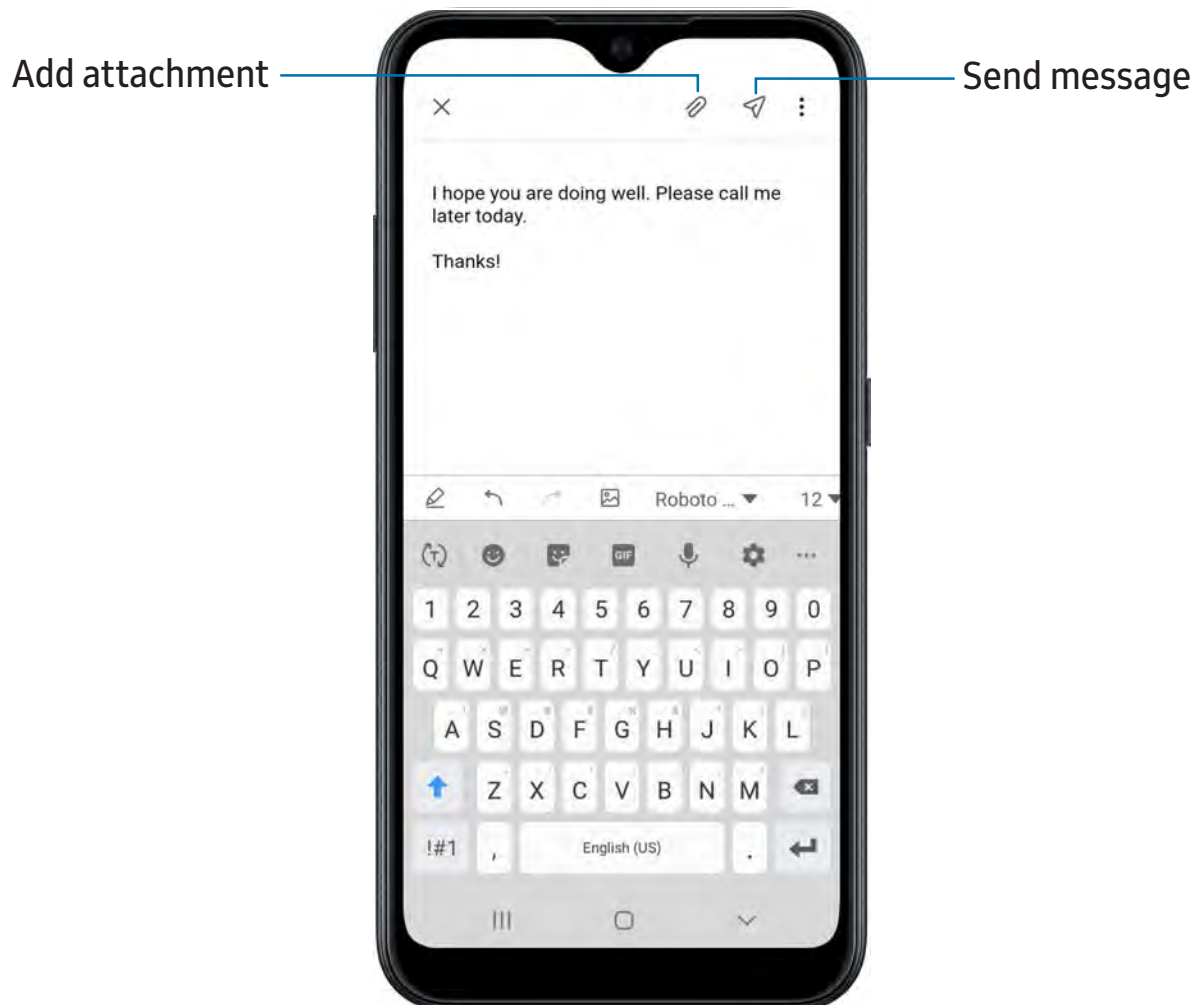 Add attachment
Send message
I hope you are doing well. Please call me
later today.
Thanks!
Roboto ... 12
GIF
1 2 3 4 5 6 7 8 9 0
Q W E R T Y U I O P
A S D F G H J K L
Z X C V B N M
!#1 , English (US) .